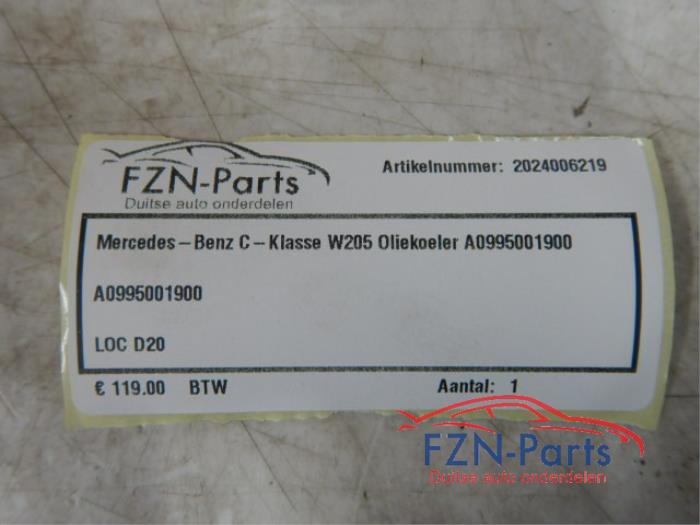 FZN-Parts
Duitse auto onderdelen
Artikelnummer: 2024006219
Mercedes-Benz C-Klasse W205 Oliekoeler A0995001900
A0995001900
LOC D20
€ 119.00 BTW
Aantal: 1
FZN-Parts
Duitse auto onderdelen